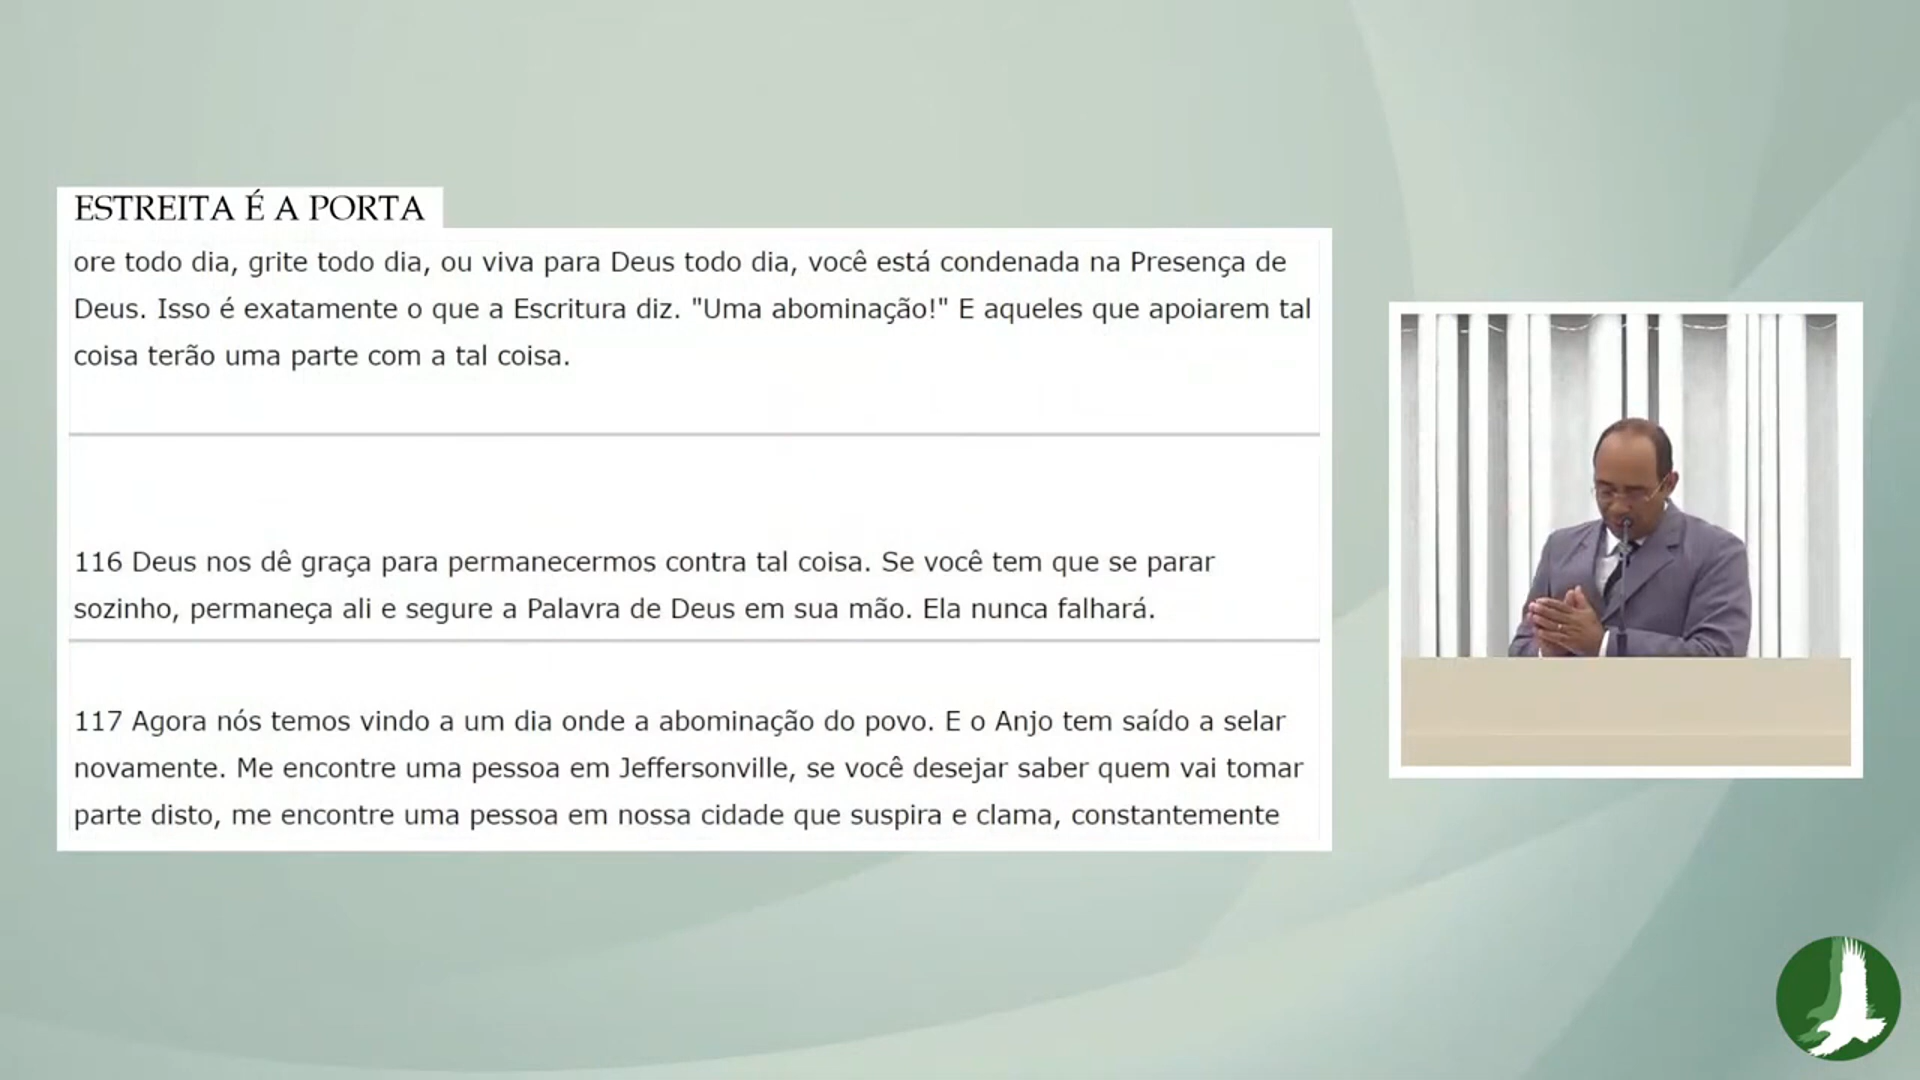 ESTREITA É A PORTA
ore todo dia, grite todo dia, ou viva para Deus todo dia, você está condenada na Presença de
Deus. Isso é exatamente o que a Escritura diz. "Uma abominação!" E aqueles que apoiarem tal
coisa terão uma parte com a tal coisa.
116 Deus nos dê graça para permanecermos contra tal coisa. Se você tem que se parar
sozinho, permaneça ali e segure a Palavra de Deus em sua mão. Ela nunca falhará.
117 Agora nós temos vindo a um dia onde a abominação do povo. E o Anjo tem saído a selar
novamente. Me encontre uma pessoa em Jeffersonville, se você desejar saber quem vai tomar
parte disto, me encontre uma pessoa em nossa cidade que suspira e clama, constantemente